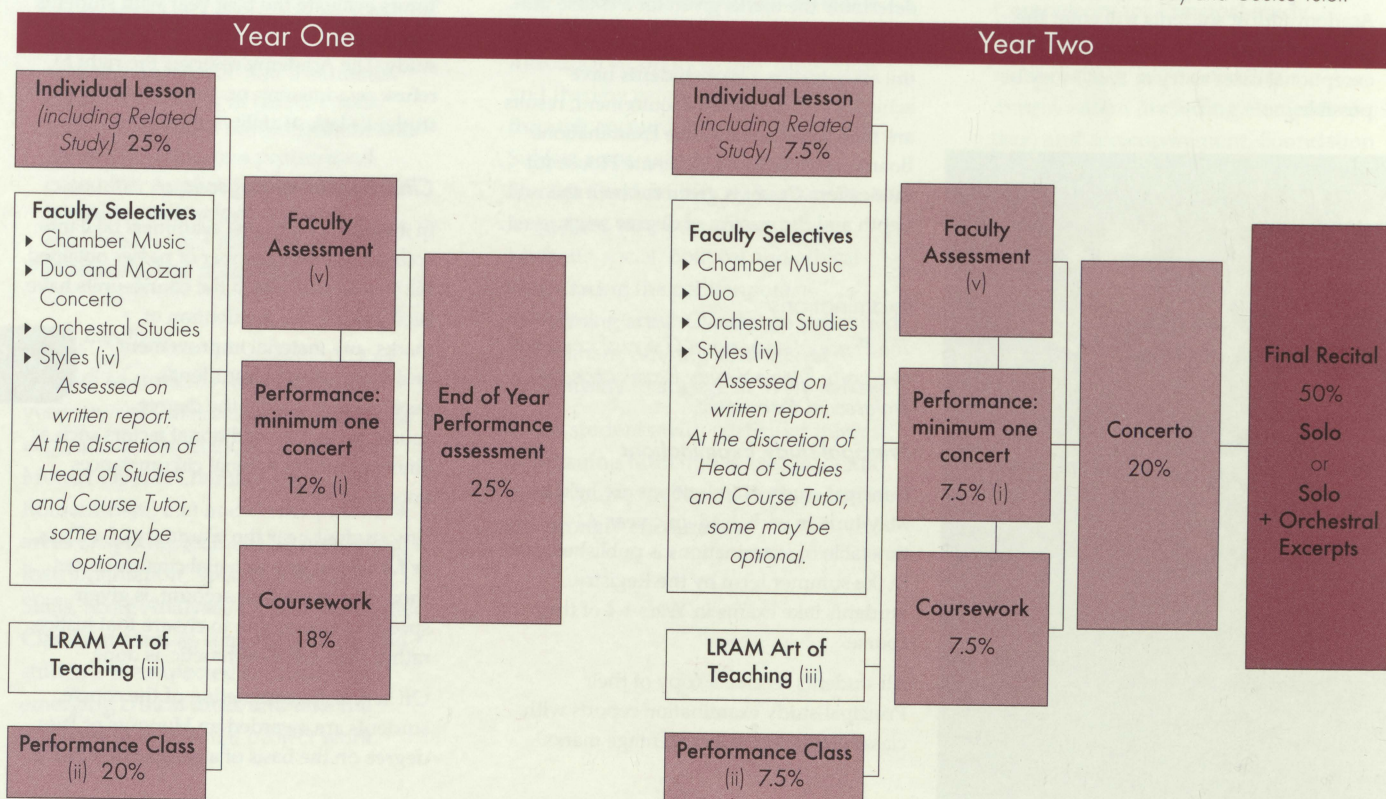 Year One
Individual Lesson
(including Related
Study) 25%
Faculty Selectives
▸ Chamber Music
▸ Duo and Mozart
Concerto
▸ Orchestral Studies
▸ Styles (iv)
Assessed on
written report.
At the discretion of
Head of Studies
and Course Tutor,
some may be
optional.
LRAM Art of
Teaching (iii)
Performance Class
(ii) 20%
Faculty
Assessment
(v)
Performance:
minimum one
concert
12% (i)
Coursework
18%
End of Year
Performance
assessment
25%
Year Two
Individual Lesson
(including Related
Study) 7.5%
Faculty Selectives
▸ Chamber Music
▸ Duo
▸ Orchestral Studies
▸ Styles (iv)
Assessed on
written report.
At the discretion of
Head of Studies
and Course Tutor,
some may be
optional.
LRAM Art of
Teaching (iii)
Performance Class
(ii) 7.5%
Faculty
Assessment
(v)
Performance:
minimum one
concert
7.5% (i)
Coursework
7.5%
Concerto
20%
Final Recital
50%
Solo
or
Solo
+ Orchestral
Excerpts